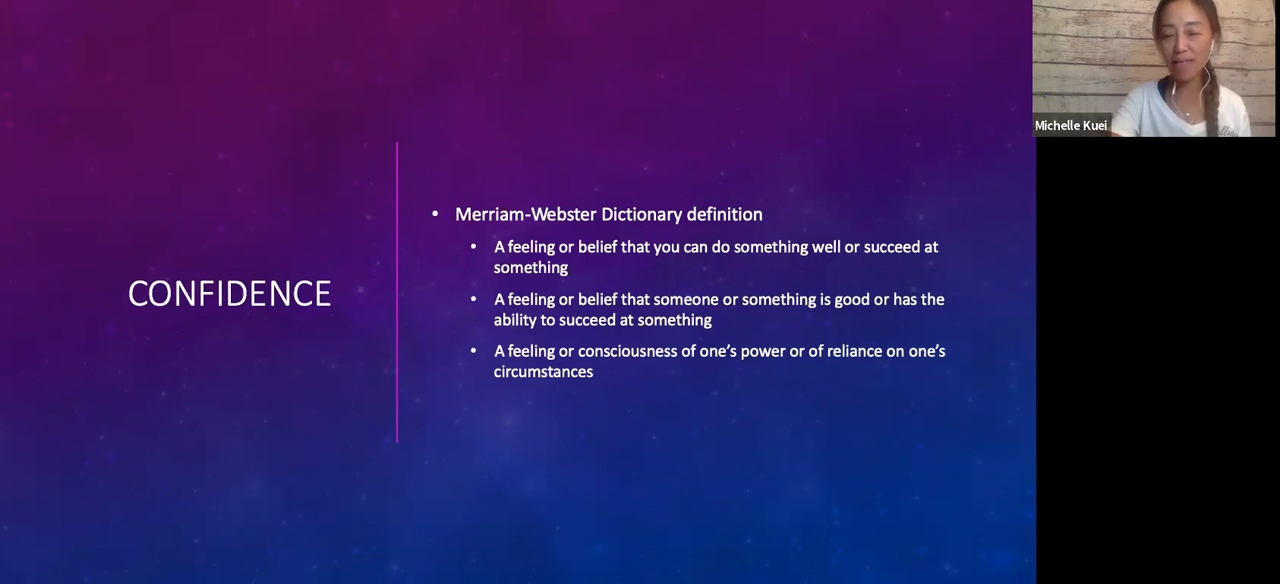 Michelle Kuei
• Merriam-Webster Dictionary definition
• A feeling or belief that you can do something well or succeed at
something
CONFIDENCE
• A feeling or belief that someone or something is good or has the
ability to succeed at something
• A feeling or consciousness of one’s power or of reliance on one’s
circumstances